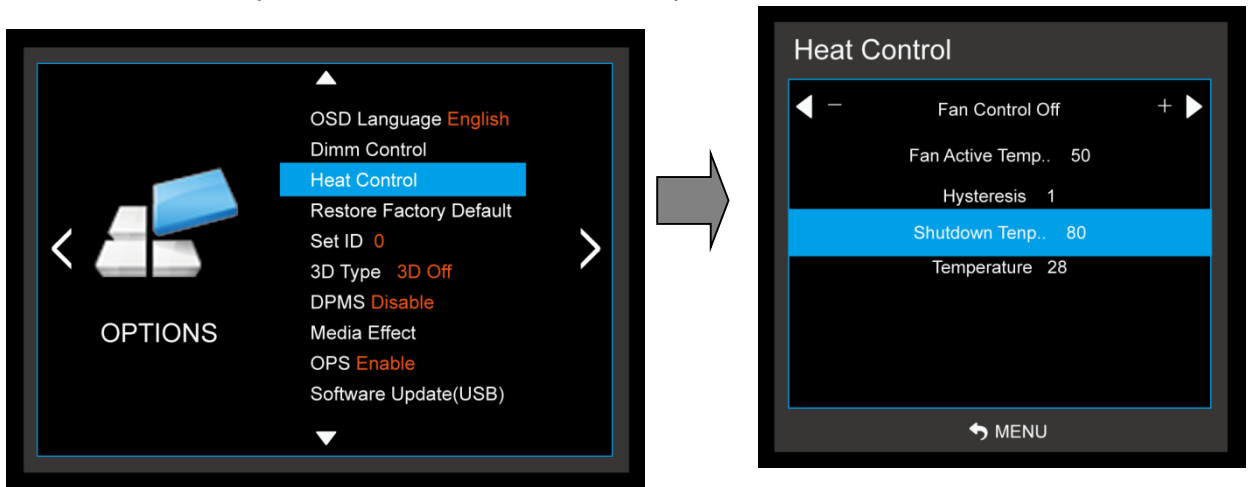 OSD Language English
Dimm Control
Heat Control
Restore Factory Default
Set ID 0
3D Type 3D Off
DPMS Disable
Media Effect
OPS Enable
Software Update(USB)
OPTIONS
Heat Control
− Fan Control Off +
Fan Active Temp.. 50
Hysteresis 1
Shutdown Tenp.. 80
Temperature 28
MENU